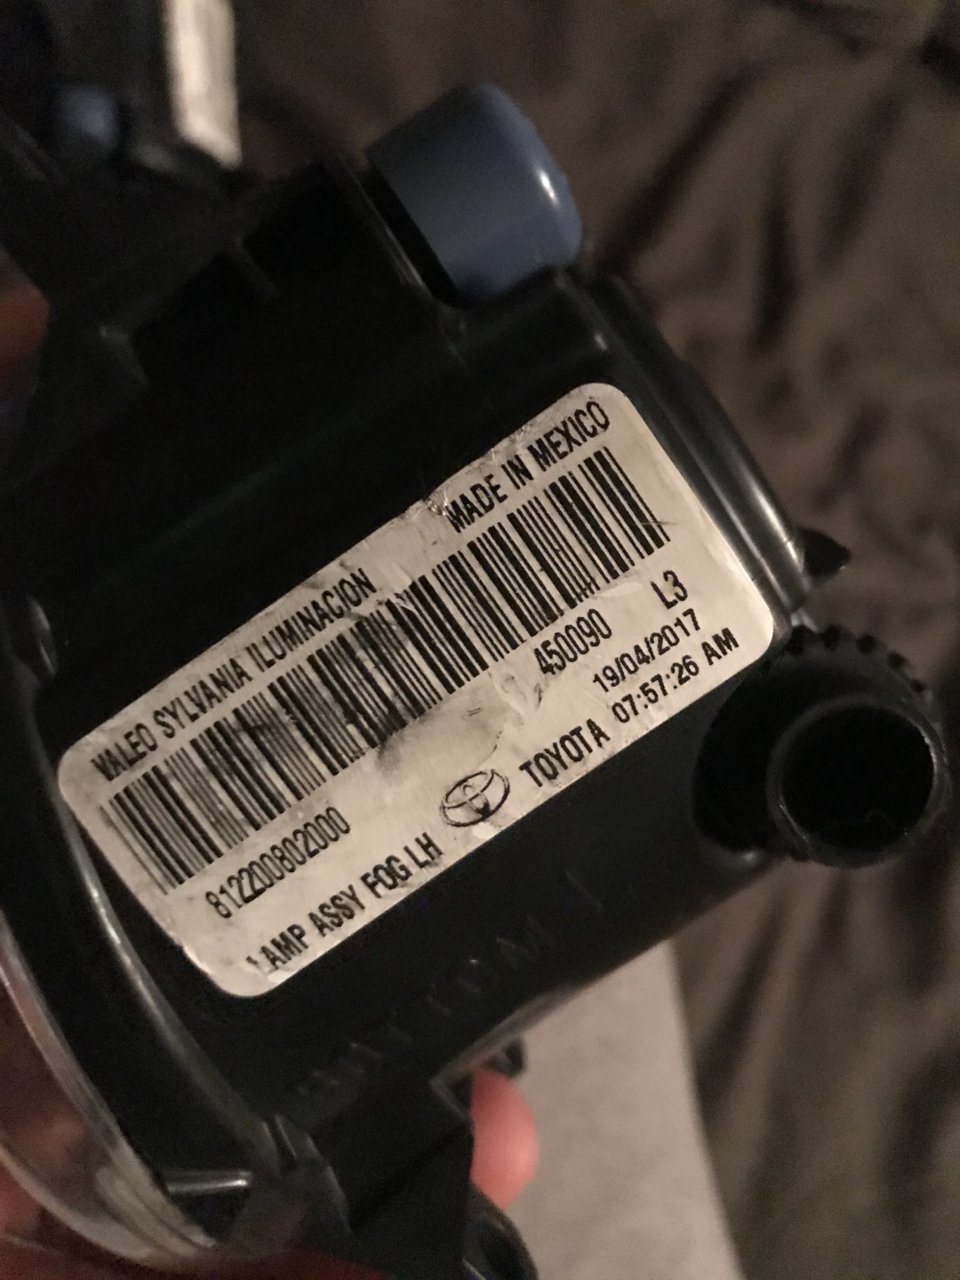 VALEO SYLVANIA ILUMINACION MADE IN MEXICO
812200802000 450090 L3
LAMP ASSY FOG LH TOYOTA 19/04/2017
07:57:26 AM